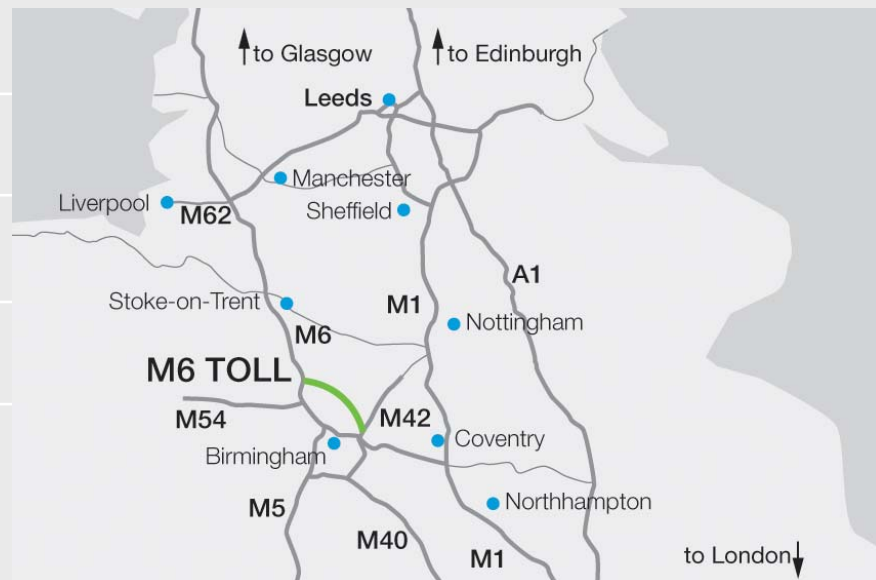 to Glasgow
to Edinburgh
Leeds
Manchester
Liverpool
M62
Sheffield
A1
Stoke-on-Trent
M1
Nottingham
M6
M6 TOLL
M54
M42
Coventry
Birmingham
Northhampton
M5
M40
M1
to London